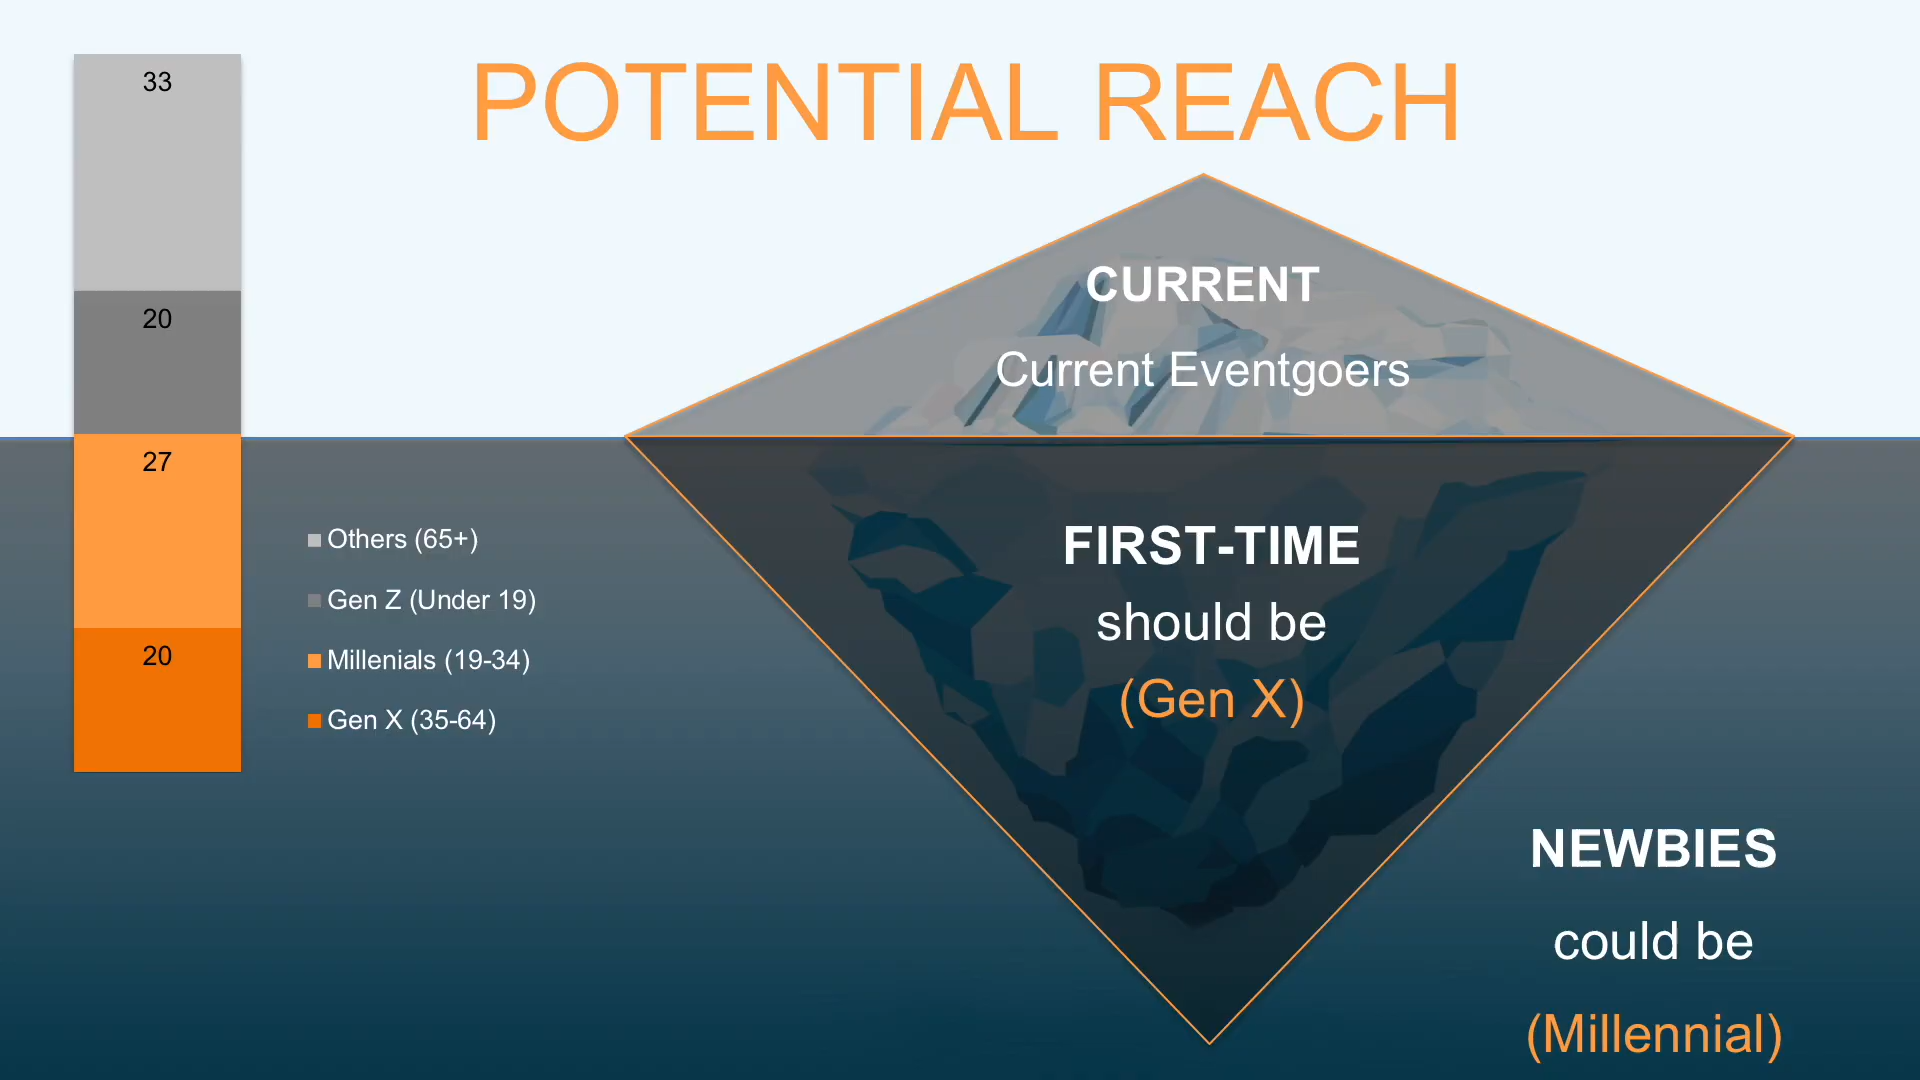 POTENTIAL REACH
33
20
27
20
Others (65+)
Gen Z (Under 19)
Millenials (19-34)
Gen X (35-64)
CURRENT
Current Eventgoers
FIRST-TIME
should be
(Gen X)
NEWBIES
could be
(Millennial)